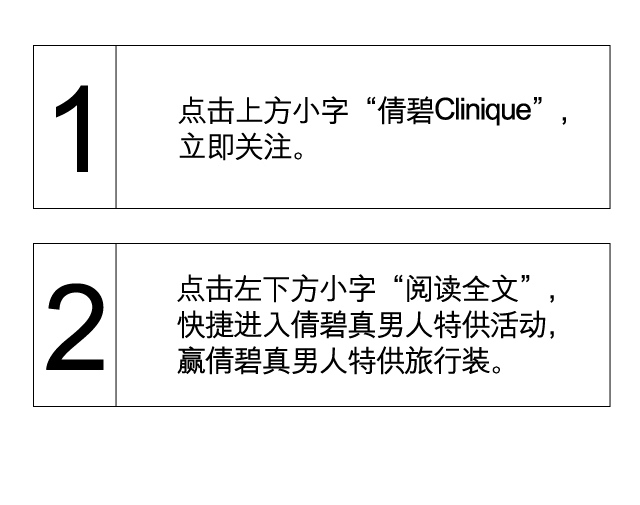 1
点击上方小字“倩碧Clinique”,
立即关注。
2
点击左下方小字“阅读全文”,
快捷进入倩碧真男人特供活动,
赢倩碧真男人特供旅行装。